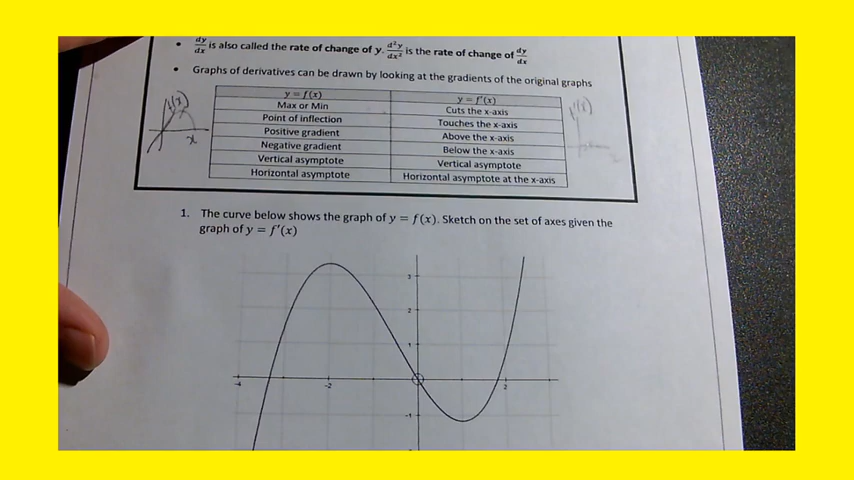 • dy/dx is also called the rate of change of y. d²y/dx² is the rate of change of dy/dx
• Graphs of derivatives can be drawn by looking at the gradients of the original graphs
y = f(x) y = f'(x)
Max or Min Cuts the x-axis
Point of inflection Touches the x-axis
Positive gradient Above the x-axis
Negative gradient Below the x-axis
Vertical asymptote Vertical asymptote
Horizontal asymptote Horizontal asymptote at the x-axis
f(x)
x
f'(x)
1. The curve below shows the graph of y = f(x). Sketch on the set of axes given the
graph of y = f'(x)
3
2
1
-4 -2 2
-1